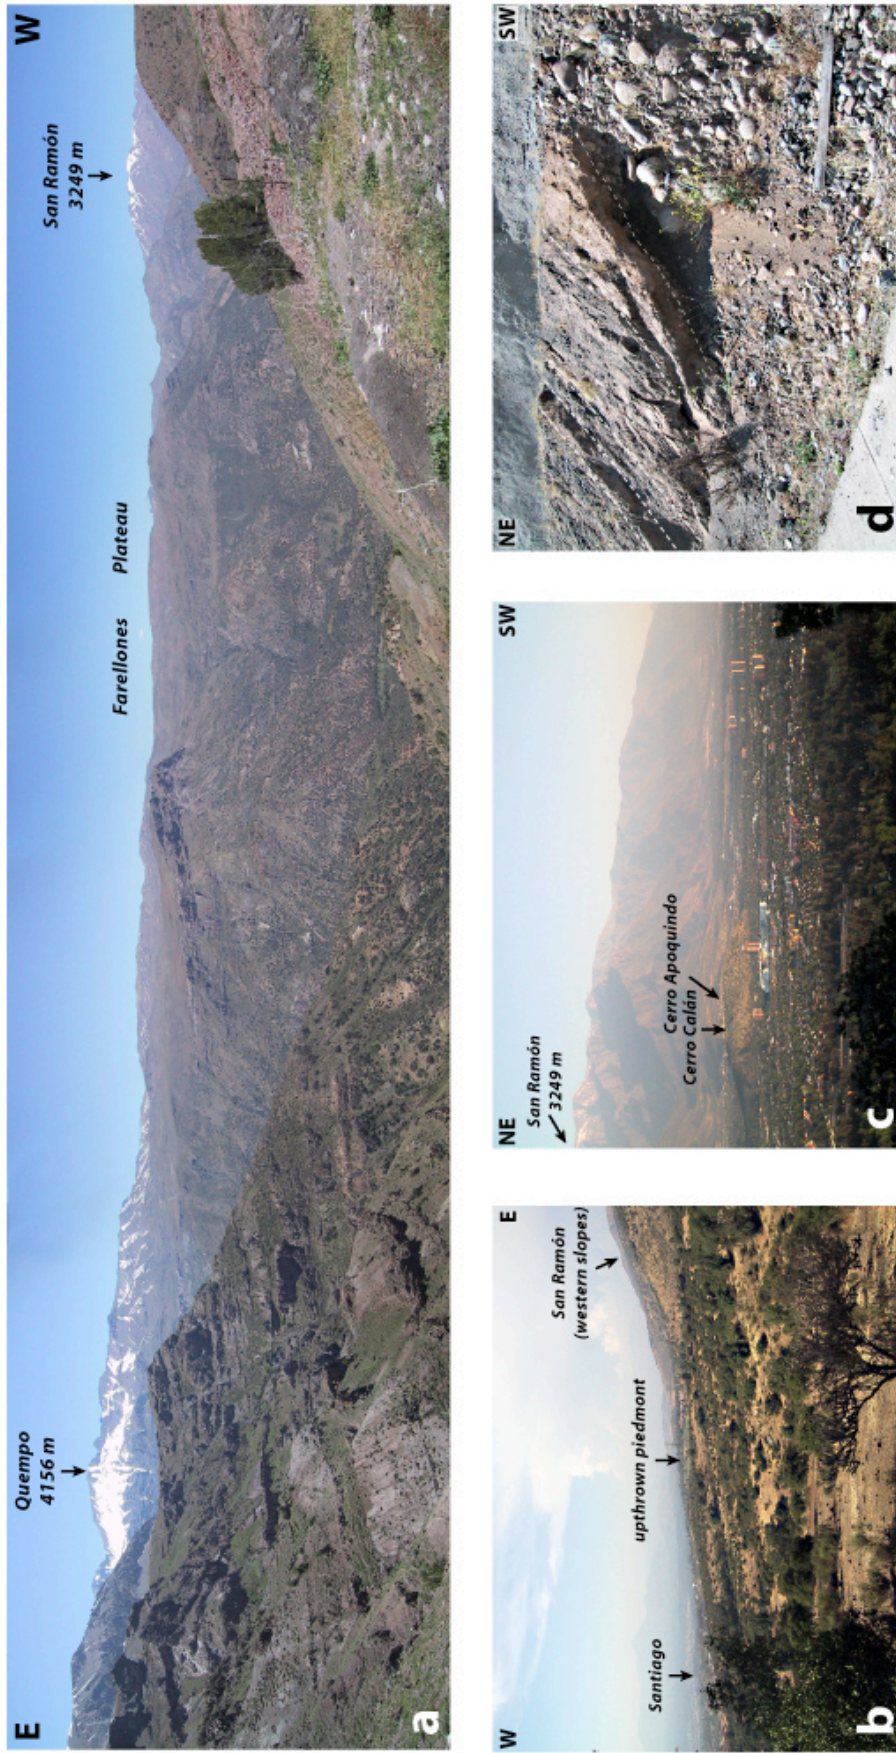 E
W
Quempo
4156 m
Farellones Plateau
San Ramón
3249 m
a
W
E
Santiago
upthrown piedmont
San Ramón
(western slopes)
b
NE
SW
San Ramón
3249 m
Cerro Calán
Cerro Apoquindo
c
NE
SW
d